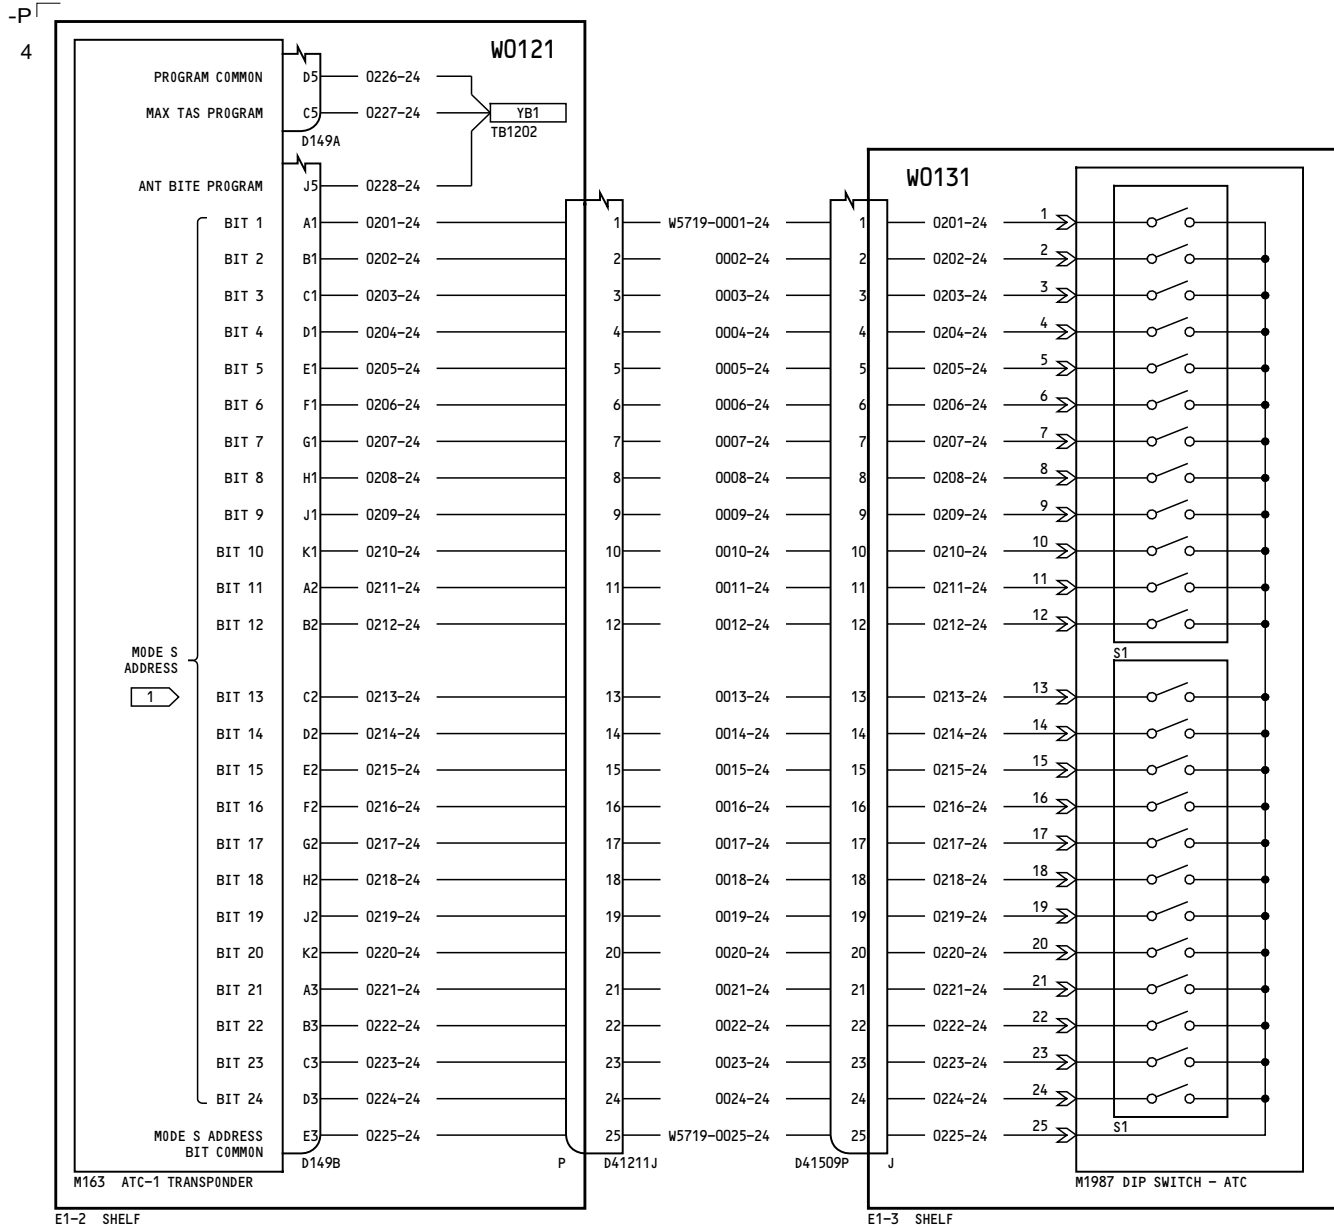 -P
4
W0121
PROGRAM COMMON D5 0226-24
MAX TAS PROGRAM C5 0227-24 YB1
TB1202
D149A
W0131
ANT BITE PROGRAM J5 0228-24
BIT 1 A1 0201-24 1 W5719-0001-24 1 0201-24 1
BIT 2 B1 0202-24 2 0002-24 2 0202-24 2
BIT 3 C1 0203-24 3 0003-24 3 0203-24 3
BIT 4 D1 0204-24 4 0004-24 4 0204-24 4
BIT 5 E1 0205-24 5 0005-24 5 0205-24 5
BIT 6 F1 0206-24 6 0006-24 6 0206-24 6
BIT 7 G1 0207-24 7 0007-24 7 0207-24 7
BIT 8 H1 0208-24 8 0008-24 8 0208-24 8
BIT 9 J1 0209-24 9 0009-24 9 0209-24 9
BIT 10 K1 0210-24 10 0010-24 10 0210-24 10
BIT 11 A2 0211-24 11 0011-24 11 0211-24 11
BIT 12 B2 0212-24 12 0012-24 12 0212-24 12
MODE S
ADDRESS
S1
1
BIT 13 C2 0213-24 13 0013-24 13 0213-24 13
BIT 14 D2 0214-24 14 0014-24 14 0214-24 14
BIT 15 E2 0215-24 15 0015-24 15 0215-24 15
BIT 16 F2 0216-24 16 0016-24 16 0216-24 16
BIT 17 G2 0217-24 17 0017-24 17 0217-24 17
BIT 18 H2 0218-24 18 0018-24 18 0218-24 18
BIT 19 J2 0219-24 19 0019-24 19 0219-24 19
BIT 20 K2 0220-24 20 0020-24 20 0220-24 20
BIT 21 A3 0221-24 21 0021-24 21 0221-24 21
BIT 22 B3 0222-24 22 0022-24 22 0222-24 22
BIT 23 C3 0223-24 23 0023-24 23 0223-24 23
BIT 24 D3 0224-24 24 0024-24 24 0224-24 24
S1
MODE S ADDRESS E3 0225-24 25 W5719-0025-24 25 0225-24 25
BIT COMMON
D149B P D41211J D41509P J
M163 ATC-1 TRANSPONDER
M1987 DIP SWITCH - ATC
E1-2 SHELF
E1-3 SHELF